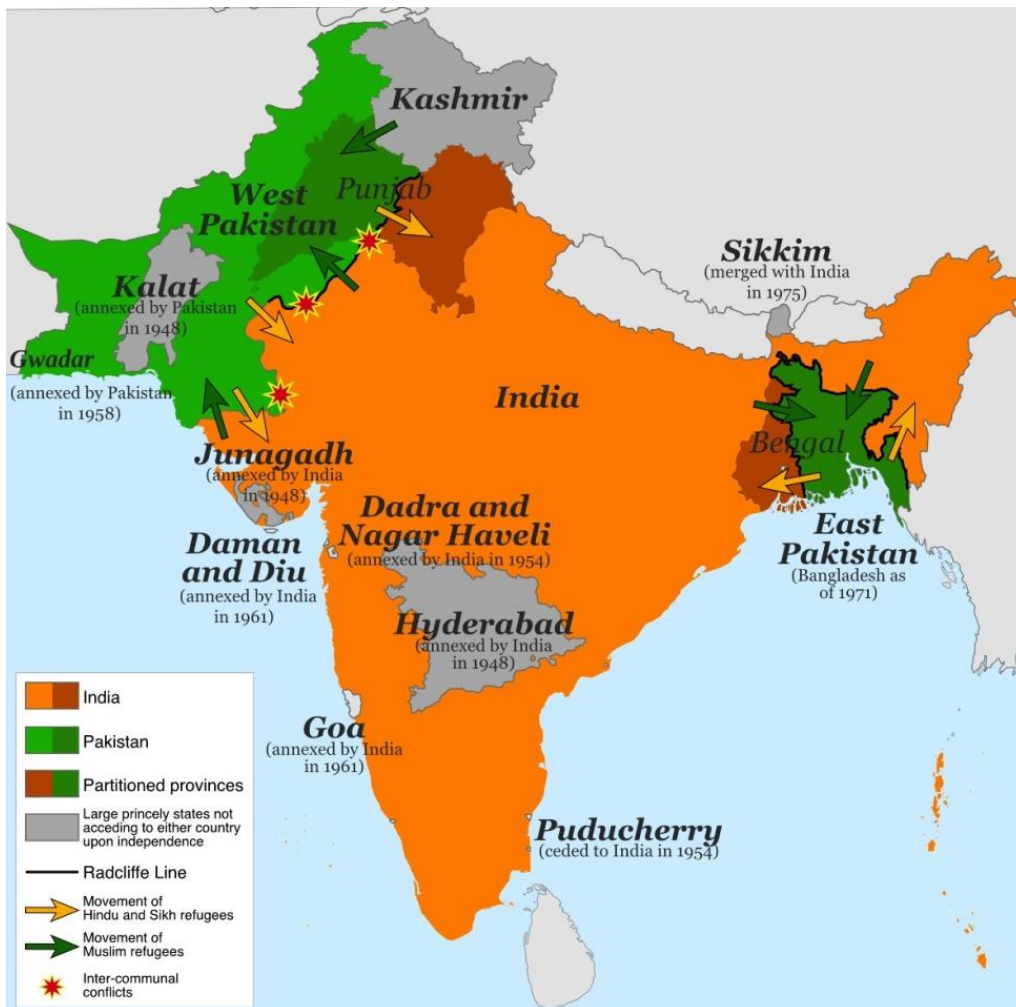 Kashmir
Punjab
West
Pakistan
Sikkim
(merged with India
in 1975)
Kalat
(annexed by Pakistan
in 1948)
Gwadar
(annexed by Pakistan
in 1958)
India
Bengal
Junagadh
(annexed by India
in 1948)
Dadra and
Nagar Haveli
(annexed by India in 1954)
East
Pakistan
(Bangladesh as
of 1971)
Daman
and Diu
(annexed by India
in 1961)
Hyderabad
(annexed by India
in 1948)
Goa
(annexed by India
in 1961)
Puducherry
(ceded to India in 1954)
India
Pakistan
Partitioned provinces
Large princely states not
acceding to either country
upon independence
Radcliffe Line
Movement of
Hindu and Sikh refugees
Movement of
Muslim refugees
Inter-communal
conflicts